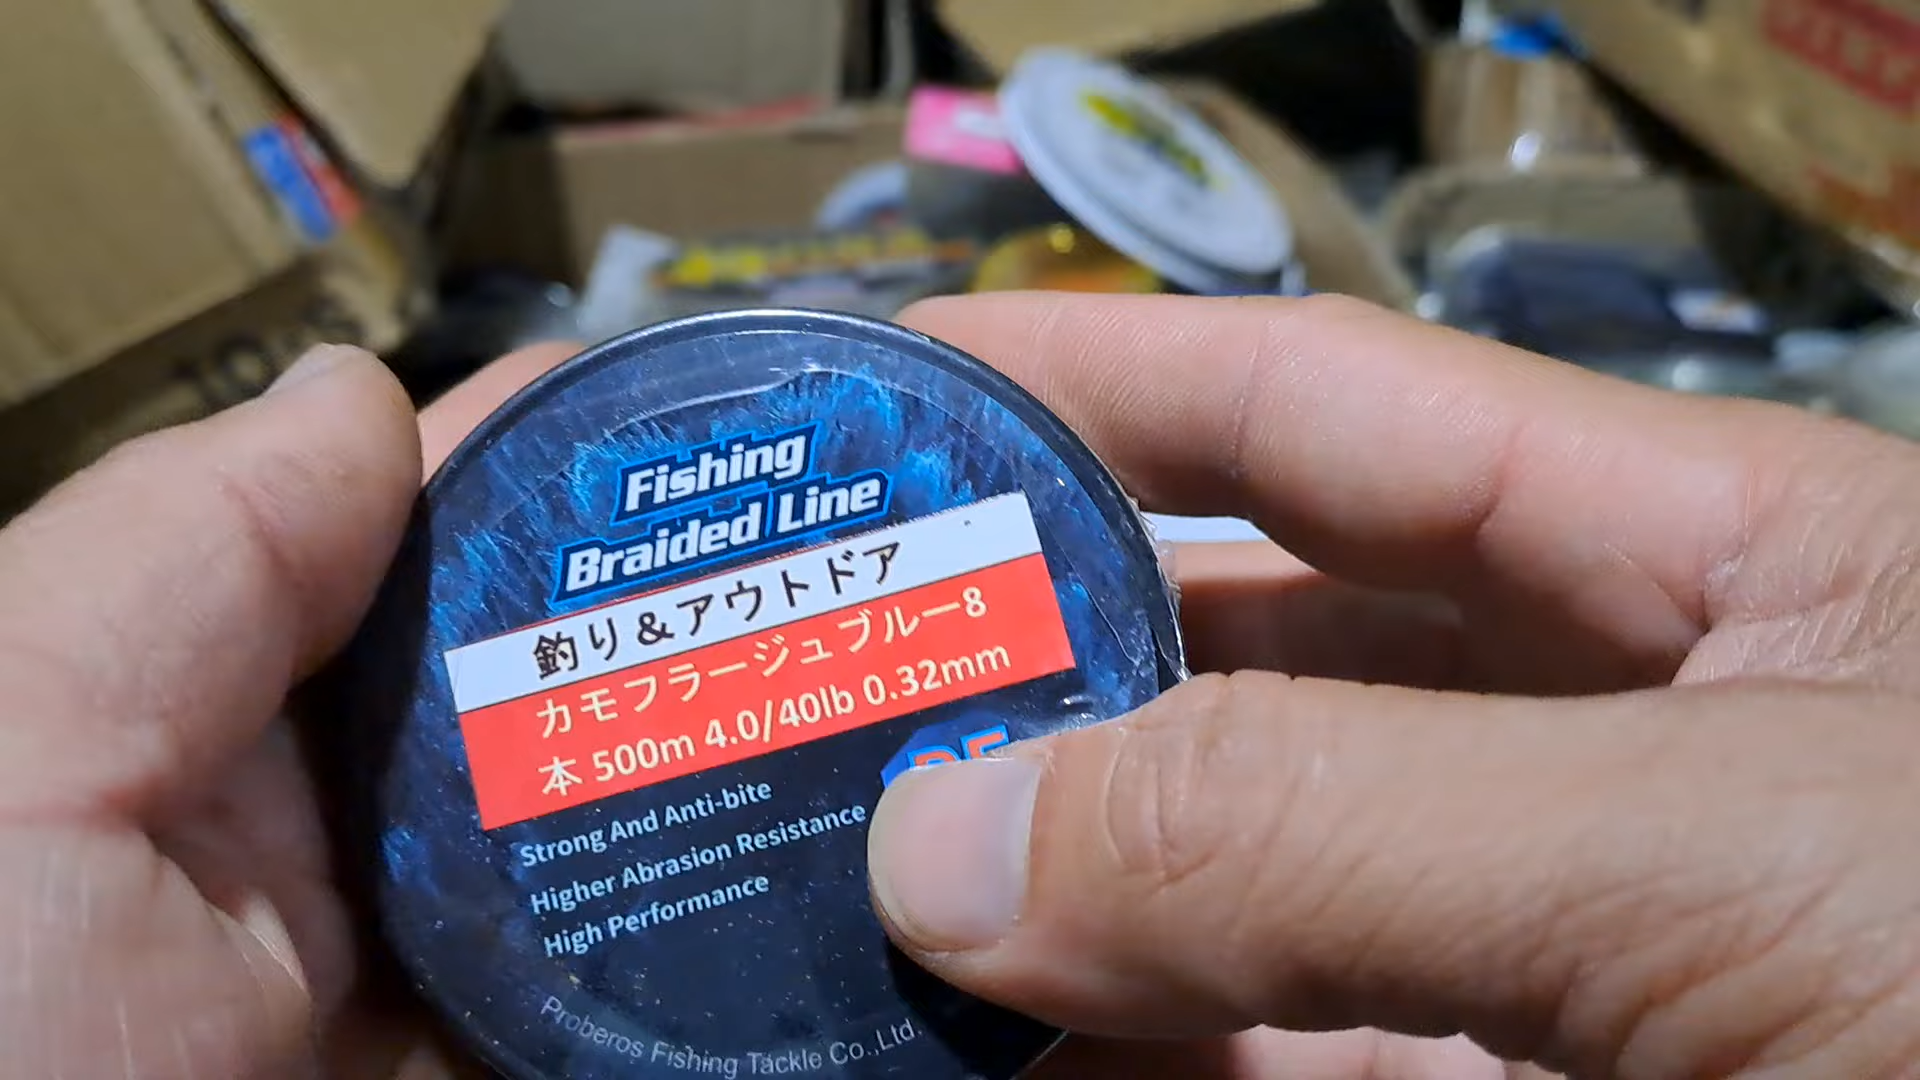 Fishing
Braided Line
釣り&アウトドア
カモフラージュブルー8
本 500m 4.0/40lb 0.32mm
Strong And Anti-bite
Higher Abrasion Resistance
High Performance
Proberos Fishing Tackle Co.,Ltd.